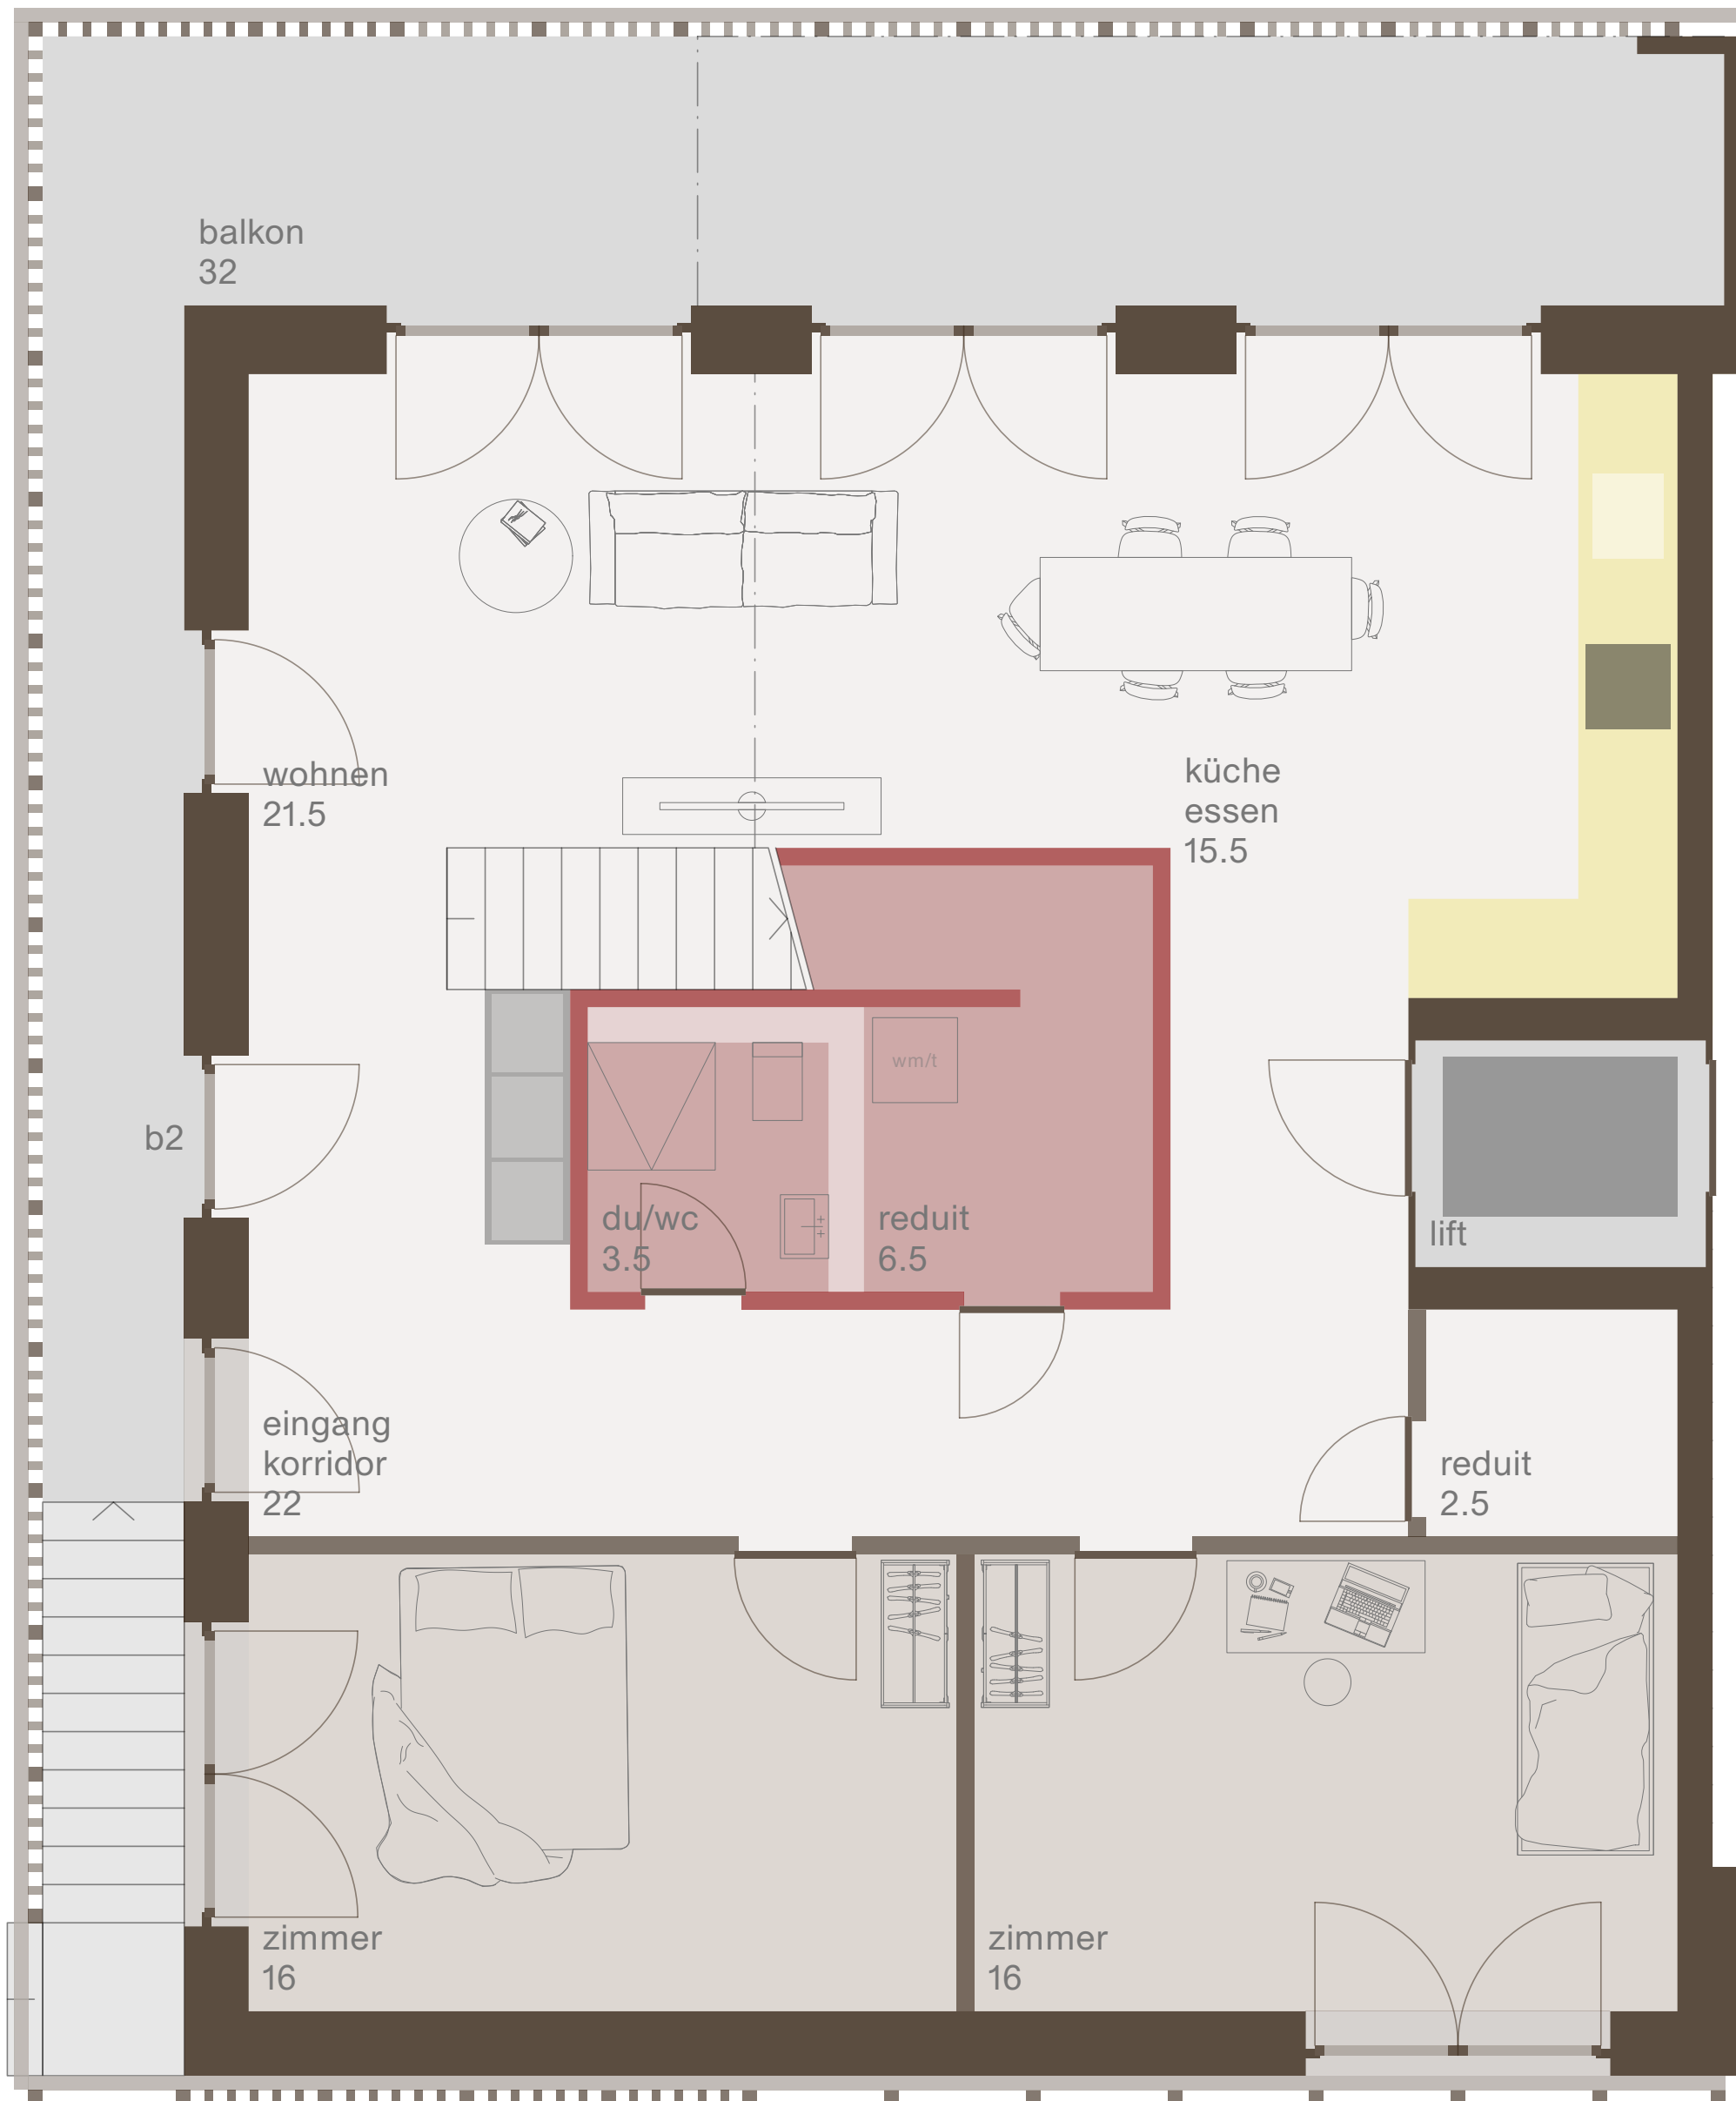 balkon
32
wohnen
21.5
küche
essen
15.5
wm/t
b2
du/wc
3.5
reduit
6.5
lift
eingang
korridor
22
reduit
2.5
zimmer
16
zimmer
16